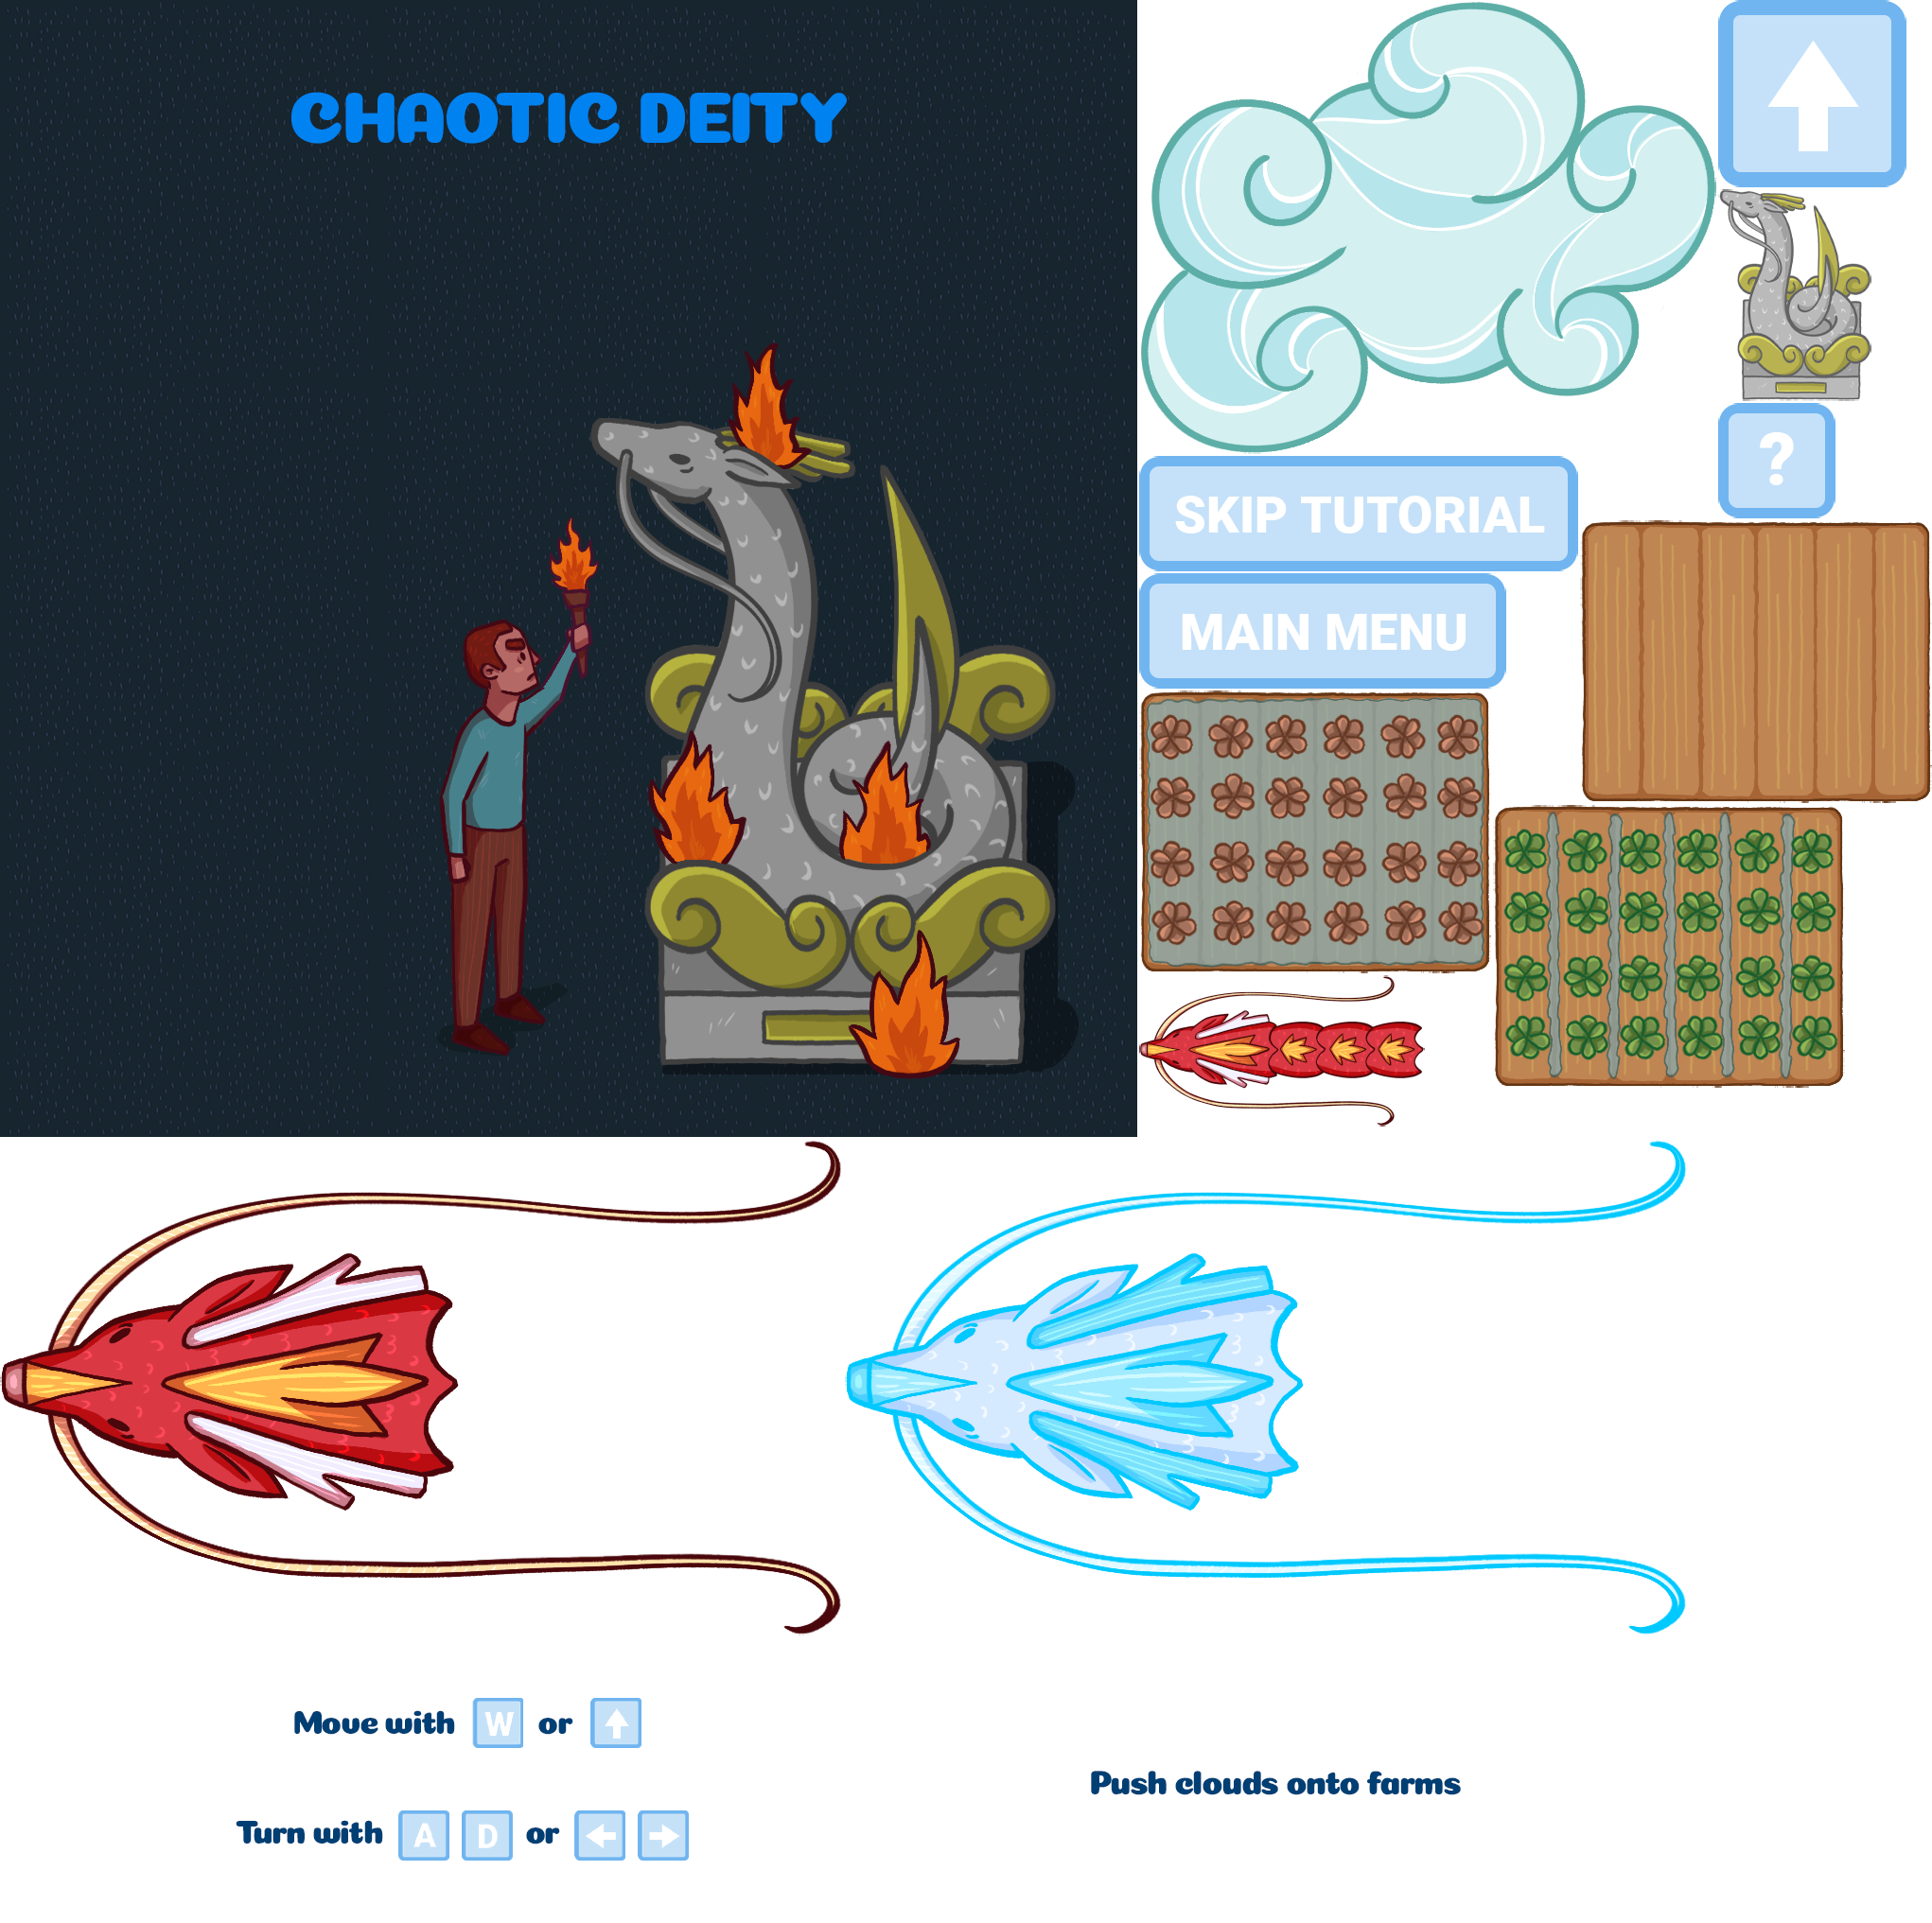 CHAOTIC DEITY
?
SKIP TUTORIAL
MAIN MENU
Move with W or
Turn with A D or
Push clouds onto farms